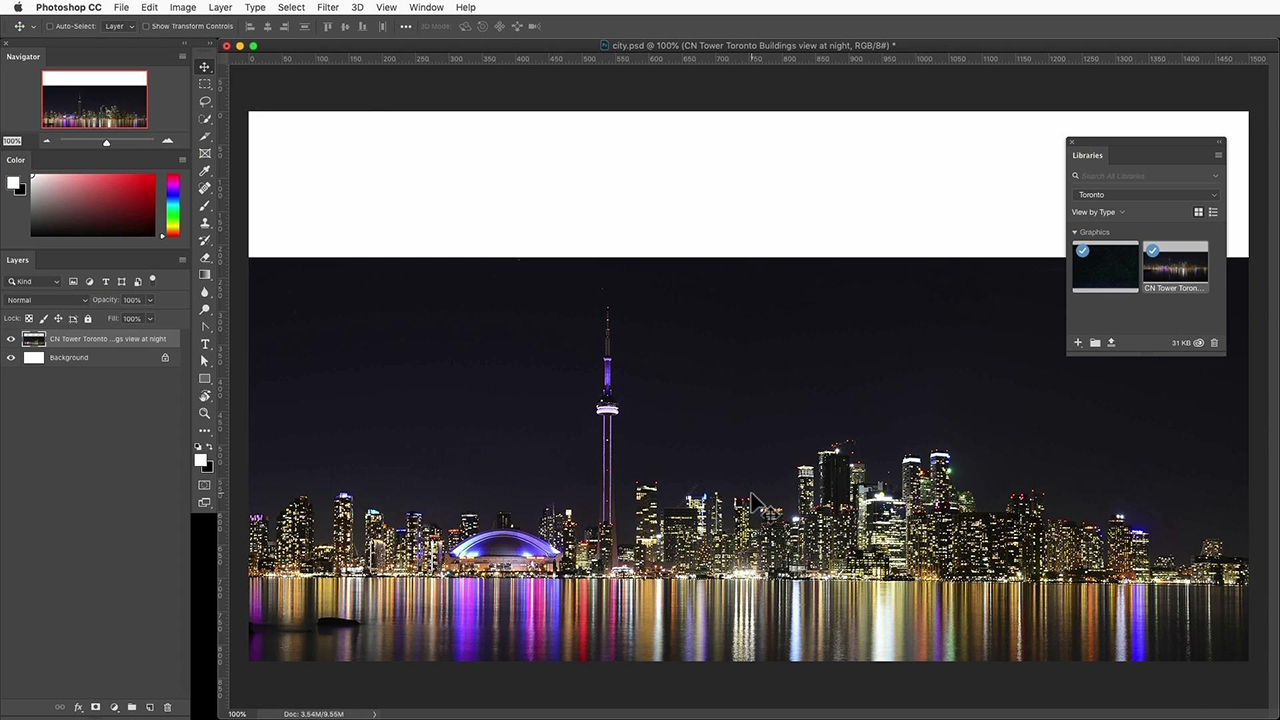 Photoshop CC File Edit Image Layer Type Select Filter 3D View Window Help
Auto-Select: Layer Show Transform Controls 3D Mode:
city.psd @ 100% (CN Tower Toronto Buildings view at night, RGB/8#) *
Navigator
0 50 100 150 200 250 300 350 400 450 500 550 600 650 700 750 800 850 900 950 1000 1050 1100 1150 1200 1250 1300 1350 1400 1450 1500
100%
Color
Layers
Kind
Normal Opacity: 100%
Lock: Fill: 100%
CN Tower Toronto ...gs view at night
Background
Libraries
Search All Libraries
Toronto
View by Type
Graphics
CN Tower Toron...
31 KB
100% Doc: 3.54M/9.55M